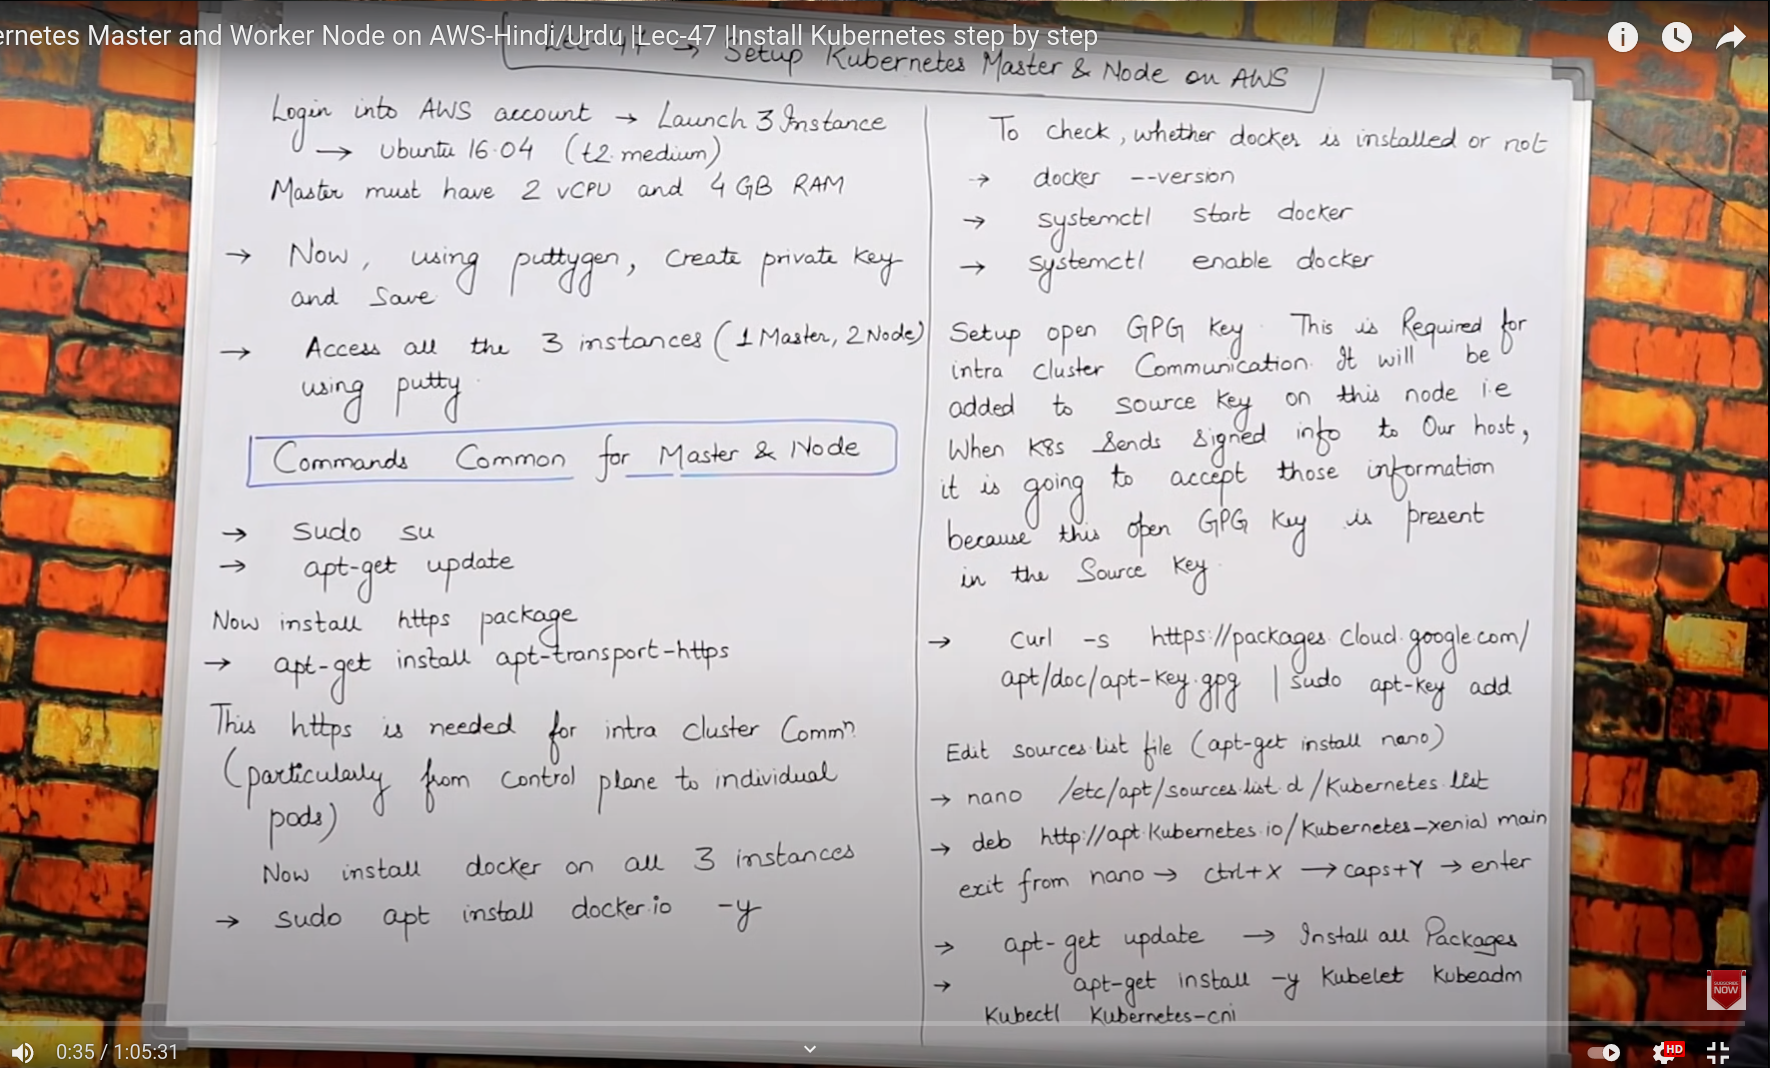 ernetes Master and Worker Node on AWS-Hindi/Urdu |Lec-47 |Install Kubernetes step by step
Lec-47 → Setup Kubernetes Master & Node on AWS
Login into AWS account → Launch 3 Instance
→ Ubuntu 16.04 (t2.medium)
Master must have 2 vCPU and 4 GB RAM
→ Now, using puttygen, Create private key
and Save
→ Access all the 3 instances (1 Master, 2 Node)
using putty.
Commands Common for Master & Node
→ sudo su
→ apt-get update
Now install https package
→ apt-get install apt-transport-https
This https is needed for intra cluster Commn.
(particularly from control plane to individual
pods)
Now install docker on all 3 instances
→ sudo apt install docker.io -y
To check, whether docker is installed or not
→ docker --version
→ systemctl start docker
→ systemctl enable docker
Setup open GPG Key. This is Required for
intra cluster Communication. It will be
added to source key on this node i.e
When K8s sends signed info to Our host,
it is going to accept those information
because this open GPG Key is present
in the Source Key.
→ curl -s https://packages.cloud.google.com/
apt/doc/apt-key.gpg | sudo apt-key add
Edit sources.list file (apt-get install nano)
→ nano /etc/apt/sources.list.d/Kubernetes.list
→ deb http://apt.Kubernetes.io/Kubernetes-xenial main
exit from nano → ctrl+X → caps+Y → enter
→ apt-get update → Install all Packages
→ apt-get install -y Kubelet Kubeadm
Kubectl Kubernetes-cni
SUBSCRIBE
NOW
0:35 / 1:05:31
HD